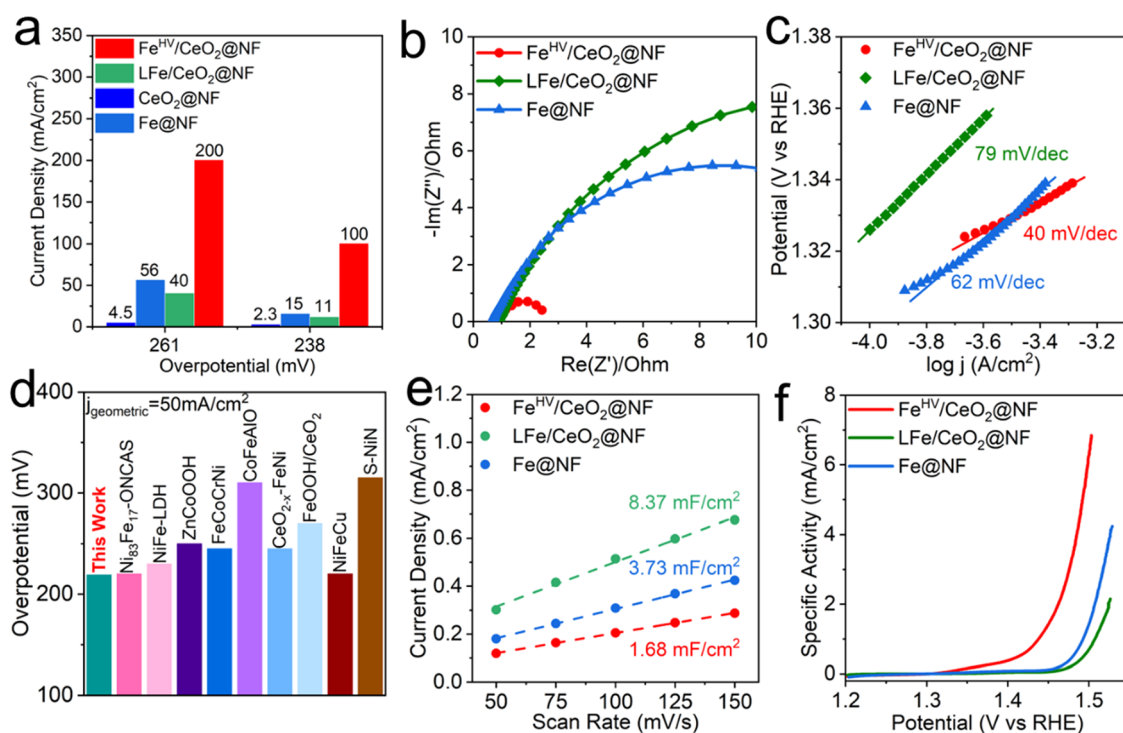 a
350
300
250
200
150
100
50
0
Current Density (mA/cm²)
Fe^HV/CeO₂@NF
LFe/CeO₂@NF
CeO₂@NF
Fe@NF
4.5
56
40
200
2.3
15
11
100
261
238
Overpotential (mV)
b
-10
-8
-6
-4
-2
0
-Im(Z'')/Ohm
Fe^HV/CeO₂@NF
LFe/CeO₂@NF
Fe@NF
0
2
4
6
8
10
Re(Z')/Ohm
c
1.38
1.36
1.34
1.32
1.30
Potential (V vs RHE)
Fe^HV/CeO₂@NF
LFe/CeO₂@NF
Fe@NF
79 mV/dec
40 mV/dec
62 mV/dec
-4.0
-3.8
-3.6
-3.4
-3.2
log j (A/cm²)
d
400
300
200
100
Overpotential (mV)
j_geometric=50mA/cm²
This Work
Ni₈₃Fe₁₇-ONCAS
NiFe-LDH
ZnCoOOH
FeCoCrNi
CoFeAlO
CeO₂₋ₓ-FeNi
FeOOH/CeO₂
NiFeCu
S-NiN
e
1.2
1.0
0.8
0.6
0.4
0.2
0.0
Current Density (mA/cm²)
Fe^HV/CeO₂@NF
LFe/CeO₂@NF
Fe@NF
8.37 mF/cm²
3.73 mF/cm²
1.68 mF/cm²
50
75
100
125
150
Scan Rate (mV/s)
f
8
6
4
2
0
Specific Activity (mA/cm²)
Fe^HV/CeO₂@NF
LFe/CeO₂@NF
Fe@NF
1.2
1.3
1.4
1.5
Potential (V vs RHE)